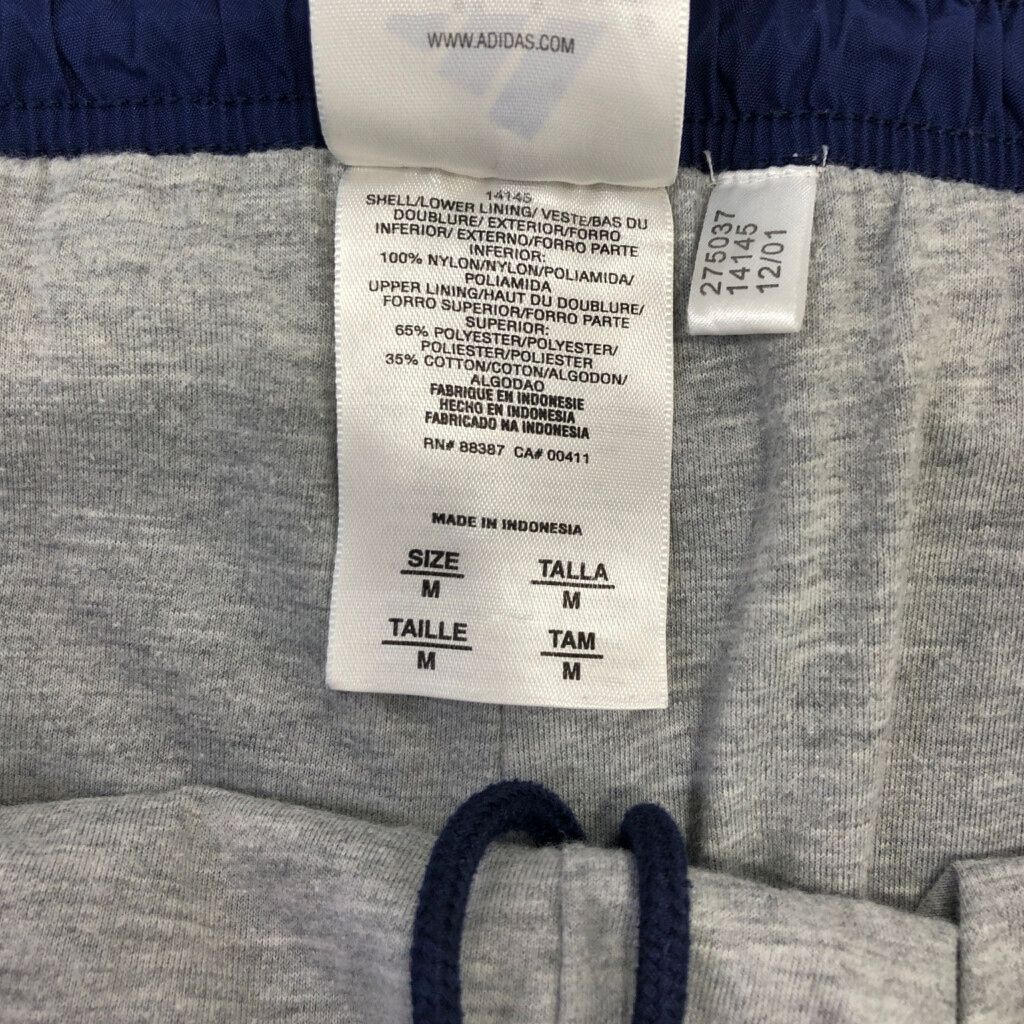 WWW.ADIDAS.COM
14145
SHELL/LOWER LINING/ VESTE/BAS DU
DOUBLURE/ EXTERIOR/FORRO
INFERIOR/ EXTERNO/FORRO PARTE
INFERIOR:
100% NYLON/NYLON/POLIAMIDA/
POLIAMIDA
UPPER LINING/HAUT DU DOUBLURE/
FORRO SUPERIOR/FORRO PARTE
SUPERIOR:
65% POLYESTER/POLYESTER/
POLIESTER/POLIESTER
35% COTTON/COTON/ALGODON/
ALGODAO
FABRIQUE EN INDONESIE
HECHO EN INDONESIA
FABRICADO NA INDONESIA
RN# 88387 CA# 00411
MADE IN INDONESIA
SIZE
M
TALLA
M
TAILLE
M
TAM
M
275037
14145
12/01